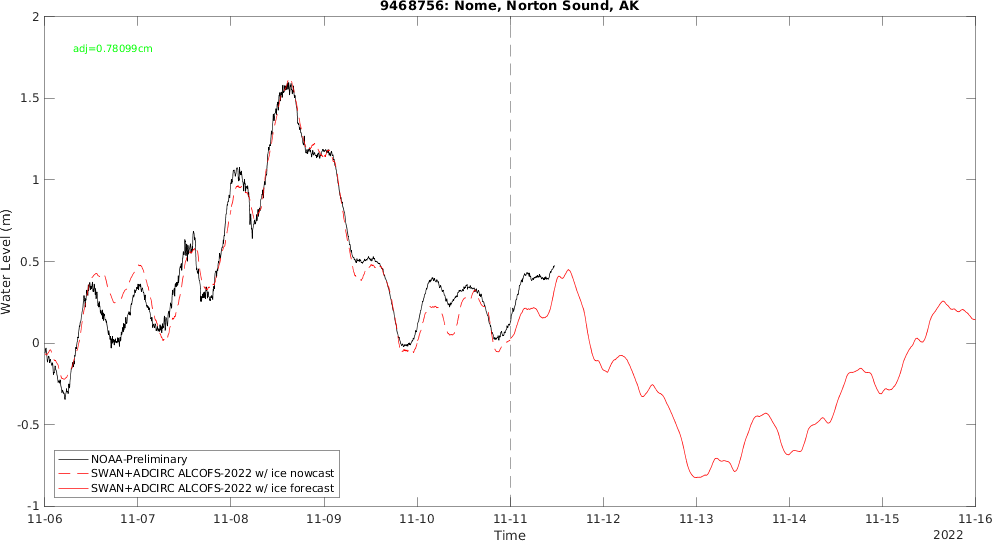 9468756: Nome, Norton Sound, AK
adj=0.78099cm
2
1.5
1
0.5
0
-0.5
-1
Water Level (m)
NOAA-Preliminary
SWAN+ADCIRC ALCOFS-2022 w/ ice nowcast
SWAN+ADCIRC ALCOFS-2022 w/ ice forecast
11-06 11-07 11-08 11-09 11-10 11-11 11-12 11-13 11-14 11-15 11-16
Time
2022